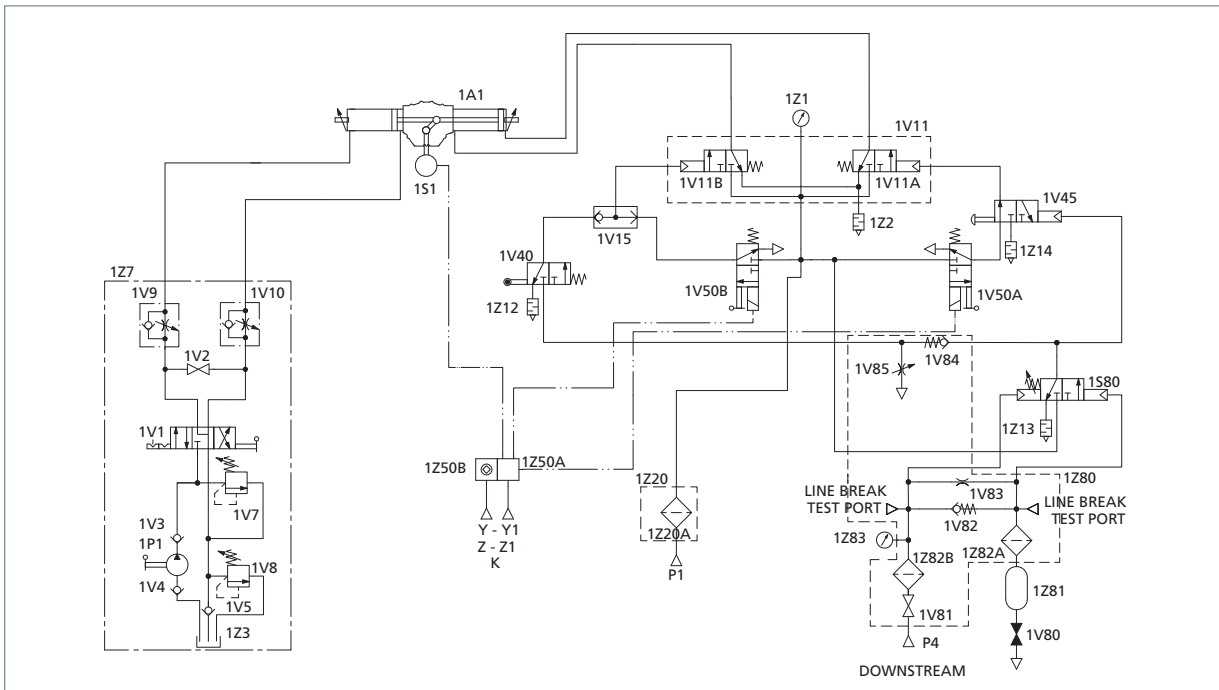 1A1
1Z1
1V11
1S1
1V11B
1V11A
1V45
1V15
1Z2
1Z14
1V40
1Z7
1V9
1V10
1Z12
1V50B
1V50A
1V2
1V84
1V85
1S80
1V1
1Z13
1Z50B
1Z50A
1Z20
1Z80
1V7
LINE BREAK
TEST PORT
1V83
LINE BREAK
TEST PORT
1V3
1P1
Y - Y1
Z - Z1
K
1Z20A
1V82
1Z83
1Z82B
1Z82A
1V4
1V8
P1
1V5
1Z81
1V81
1Z3
1V80
P4
DOWNSTREAM